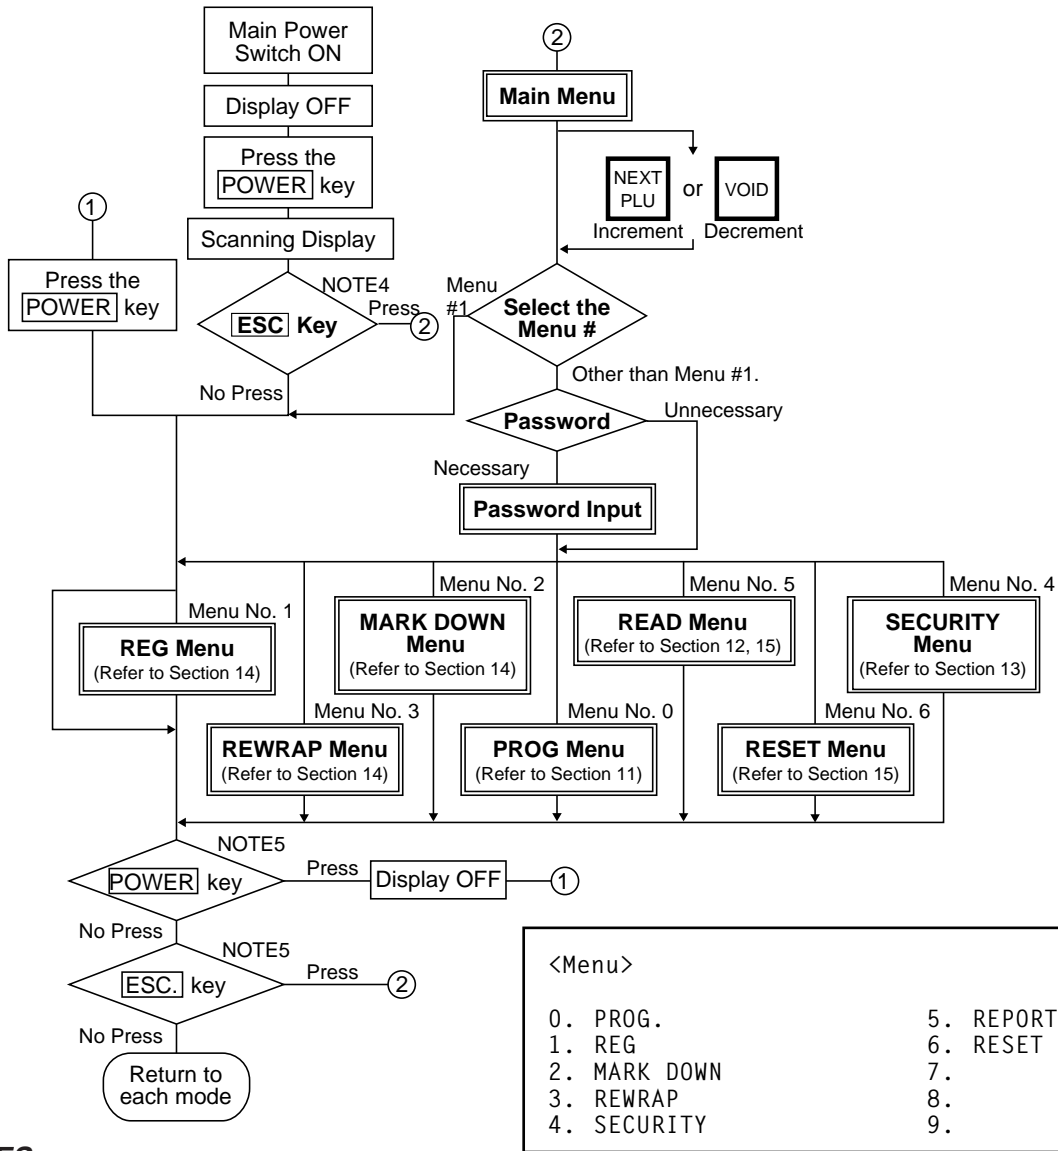 Main Power
Switch ON
Display OFF
Press the
POWER key
Scanning Display
NOTE4
ESC Key
Press
2
No Press
1
Press the
POWER key
2
Main Menu
NEXT
PLU
or
VOID
Increment
Decrement
Menu
#1
Select the
Menu #
Other than Menu #1.
Password
Unnecessary
Necessary
Password Input
Menu No. 1
REG Menu
(Refer to Section 14)
Menu No. 2
MARK DOWN
Menu
(Refer to Section 14)
Menu No. 5
READ Menu
(Refer to Section 12, 15)
Menu No. 4
SECURITY
Menu
(Refer to Section 13)
Menu No. 3
REWRAP Menu
(Refer to Section 14)
Menu No. 0
PROG Menu
(Refer to Section 11)
Menu No. 6
RESET Menu
(Refer to Section 15)
NOTE5
POWER key
Press
Display OFF
1
No Press
NOTE5
ESC. key
Press
2
No Press
Return to
each mode
<Menu>
0. PROG. 5. REPORT
1. REG 6. RESET
2. MARK DOWN 7.
3. REWRAP 8.
4. SECURITY 9.